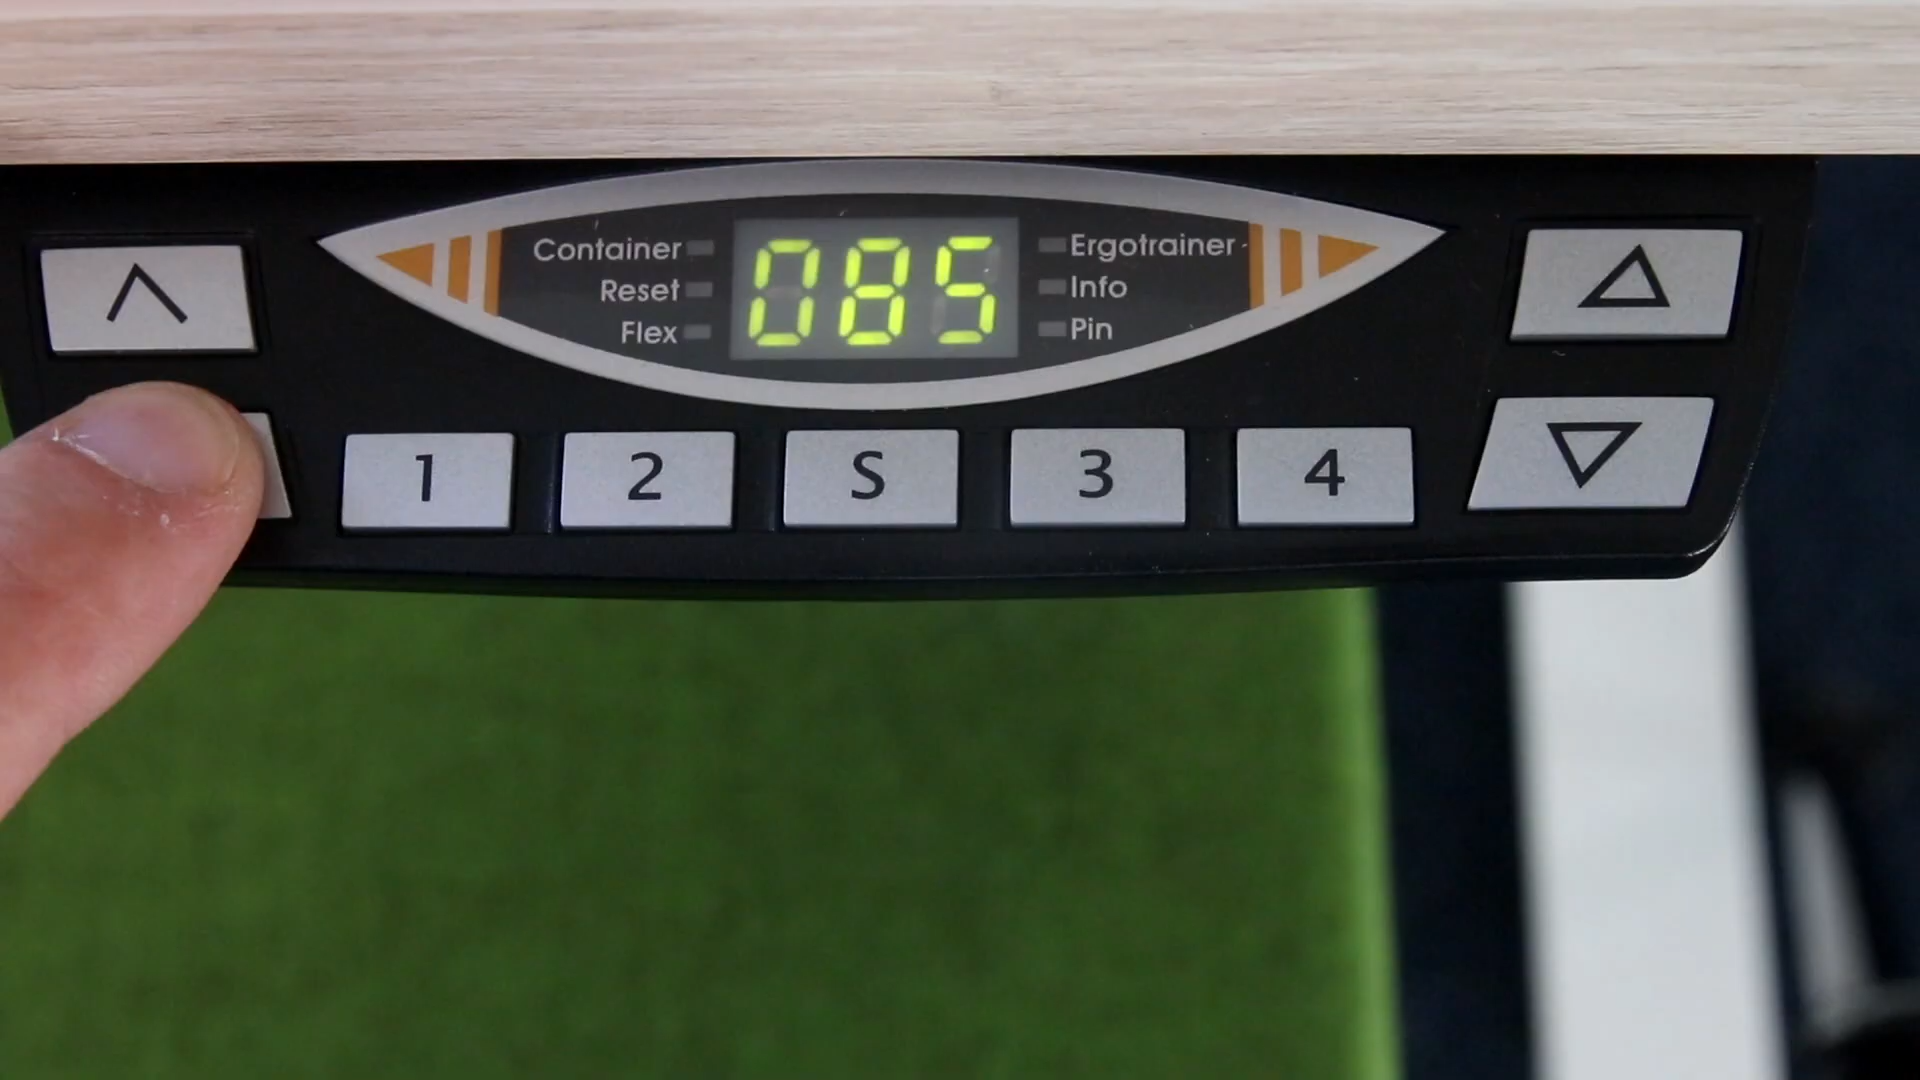 Container
Reset
Flex
085
Ergotrainer
Info
Pin
1
2
S
3
4